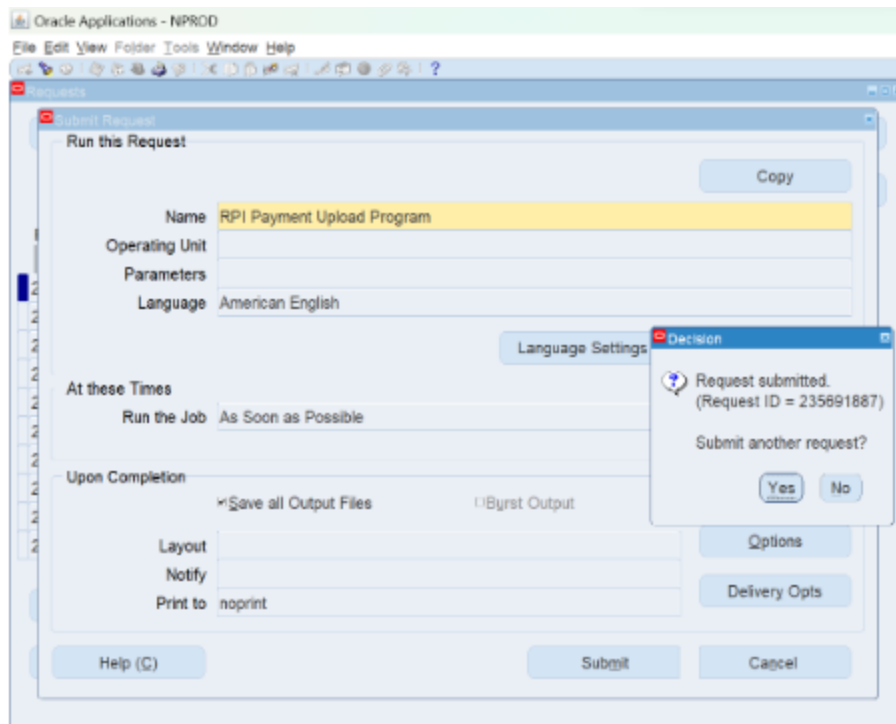 Oracle Applications - NPROD
File Edit View Folder Tools Window Help
Requests
Submit Request
Run this Request
Copy
Name RPI Payment Upload Program
Operating Unit
Parameters
Language American English
Language Settings
Decision
Request submitted.
(Request ID = 235691887)
Submit another request?
Yes No
At these Times
Run the Job As Soon as Possible
Upon Completion
Save all Output Files Burst Output
Layout
Options
Notify
Print to noprint
Delivery Opts
Help (C) Submit Cancel